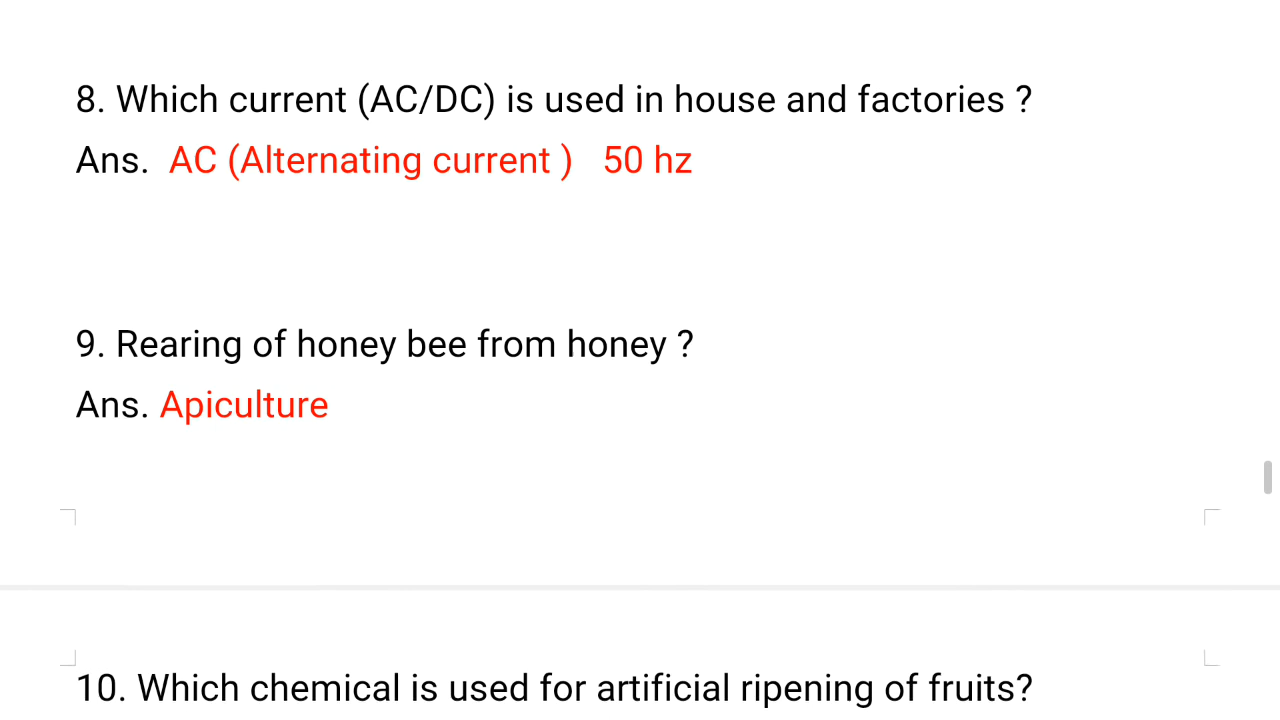 8. Which current (AC/DC) is used in house and factories ?
Ans. AC (Alternating current ) 50 hz
9. Rearing of honey bee from honey ?
Ans. Apiculture
10. Which chemical is used for artificial ripening of fruits?